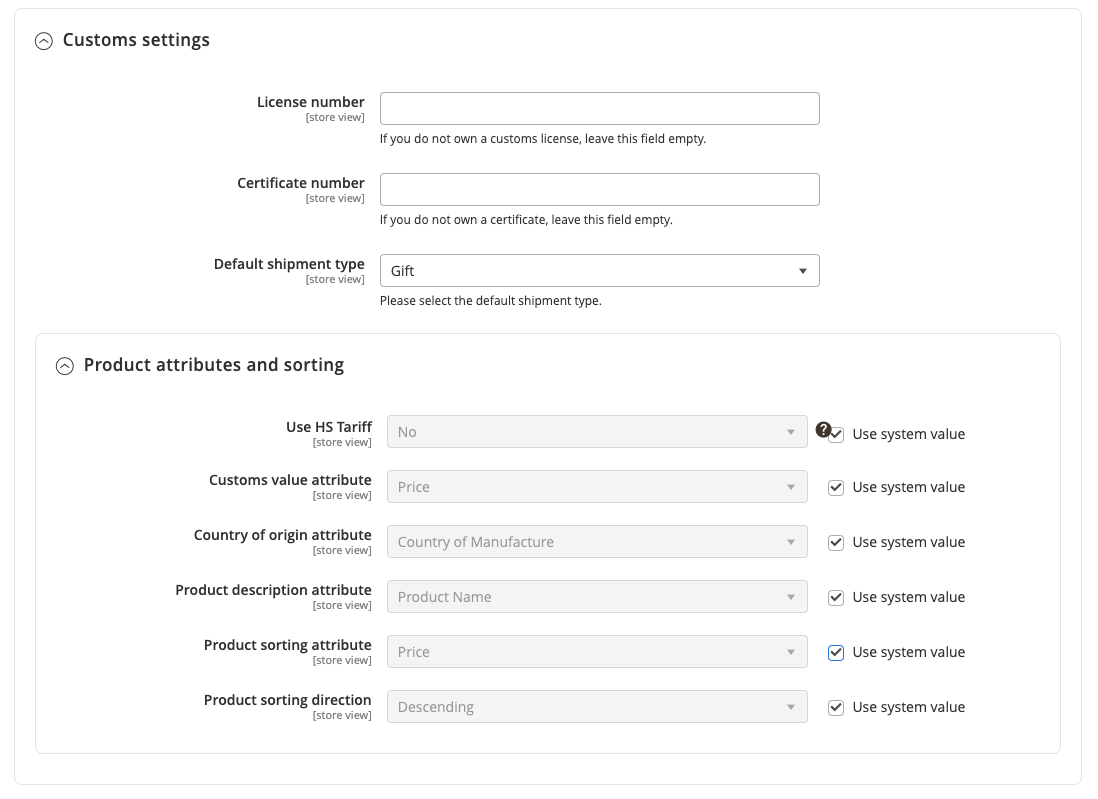 Customs settings
License number
[store view]
If you do not own a customs license, leave this field empty.
Certificate number
[store view]
If you do not own a certificate, leave this field empty.
Default shipment type
[store view]
Gift
Please select the default shipment type.
Product attributes and sorting
Use HS Tariff
[store view]
No
?
Use system value
Customs value attribute
[store view]
Price
Use system value
Country of origin attribute
[store view]
Country of Manufacture
Use system value
Product description attribute
[store view]
Product Name
Use system value
Product sorting attribute
[store view]
Price
Use system value
Product sorting direction
[store view]
Descending
Use system value